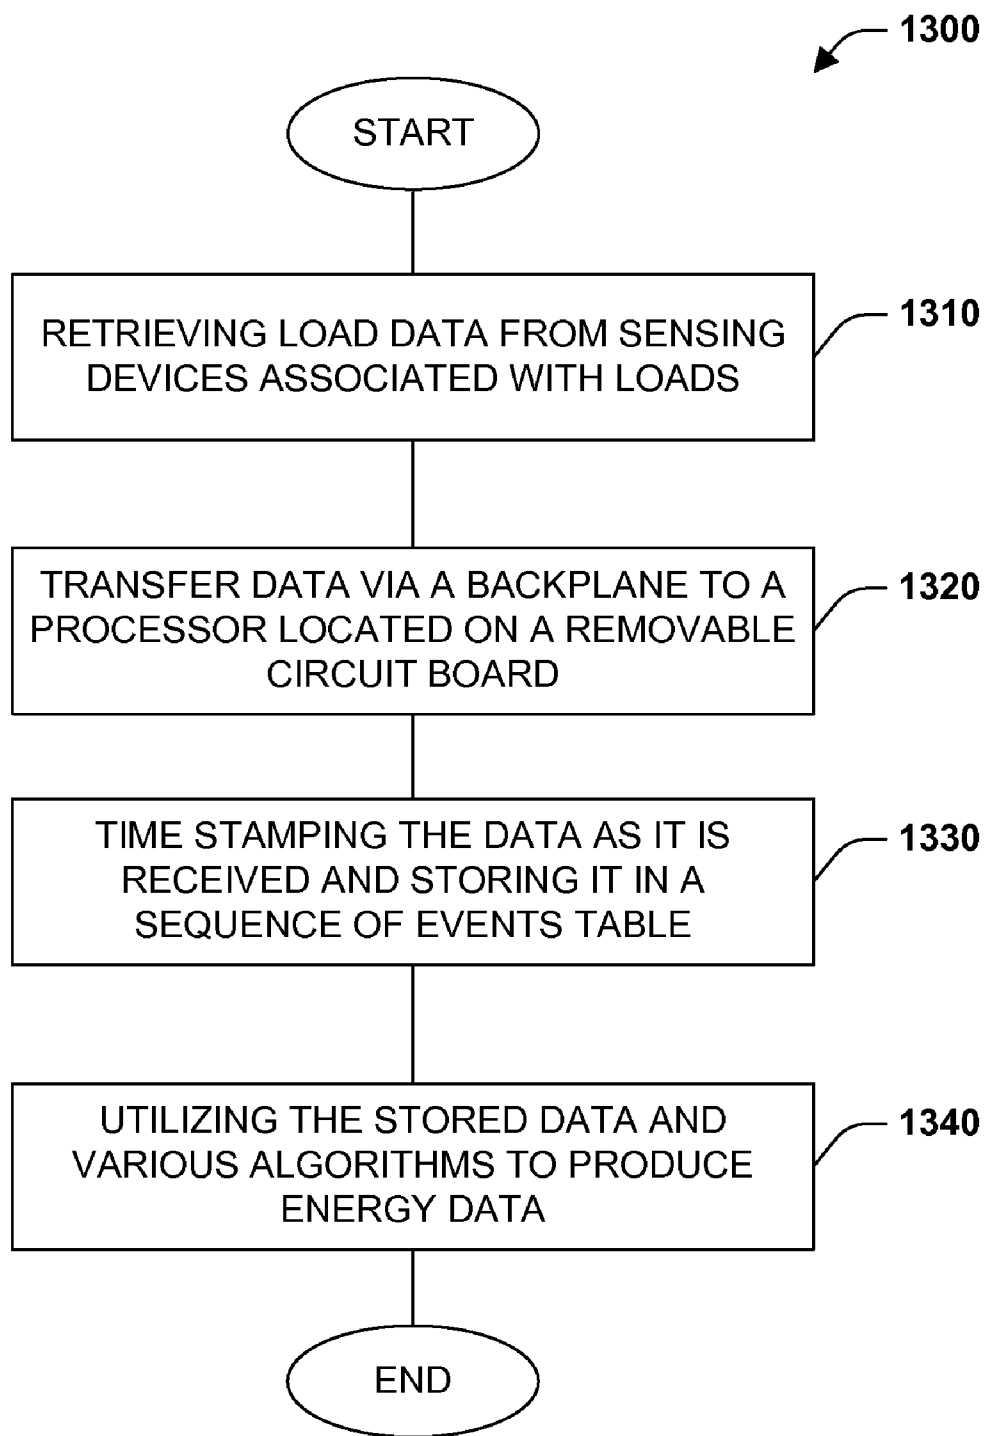 1300
START
RETRIEVING LOAD DATA FROM SENSING
DEVICES ASSOCIATED WITH LOADS
1310
TRANSFER DATA VIA A BACKPLANE TO A
PROCESSOR LOCATED ON A REMOVABLE
CIRCUIT BOARD
1320
TIME STAMPING THE DATA AS IT IS
RECEIVED AND STORING IT IN A
SEQUENCE OF EVENTS TABLE
1330
UTILIZING THE STORED DATA AND
VARIOUS ALGORITHMS TO PRODUCE
ENERGY DATA
1340
END